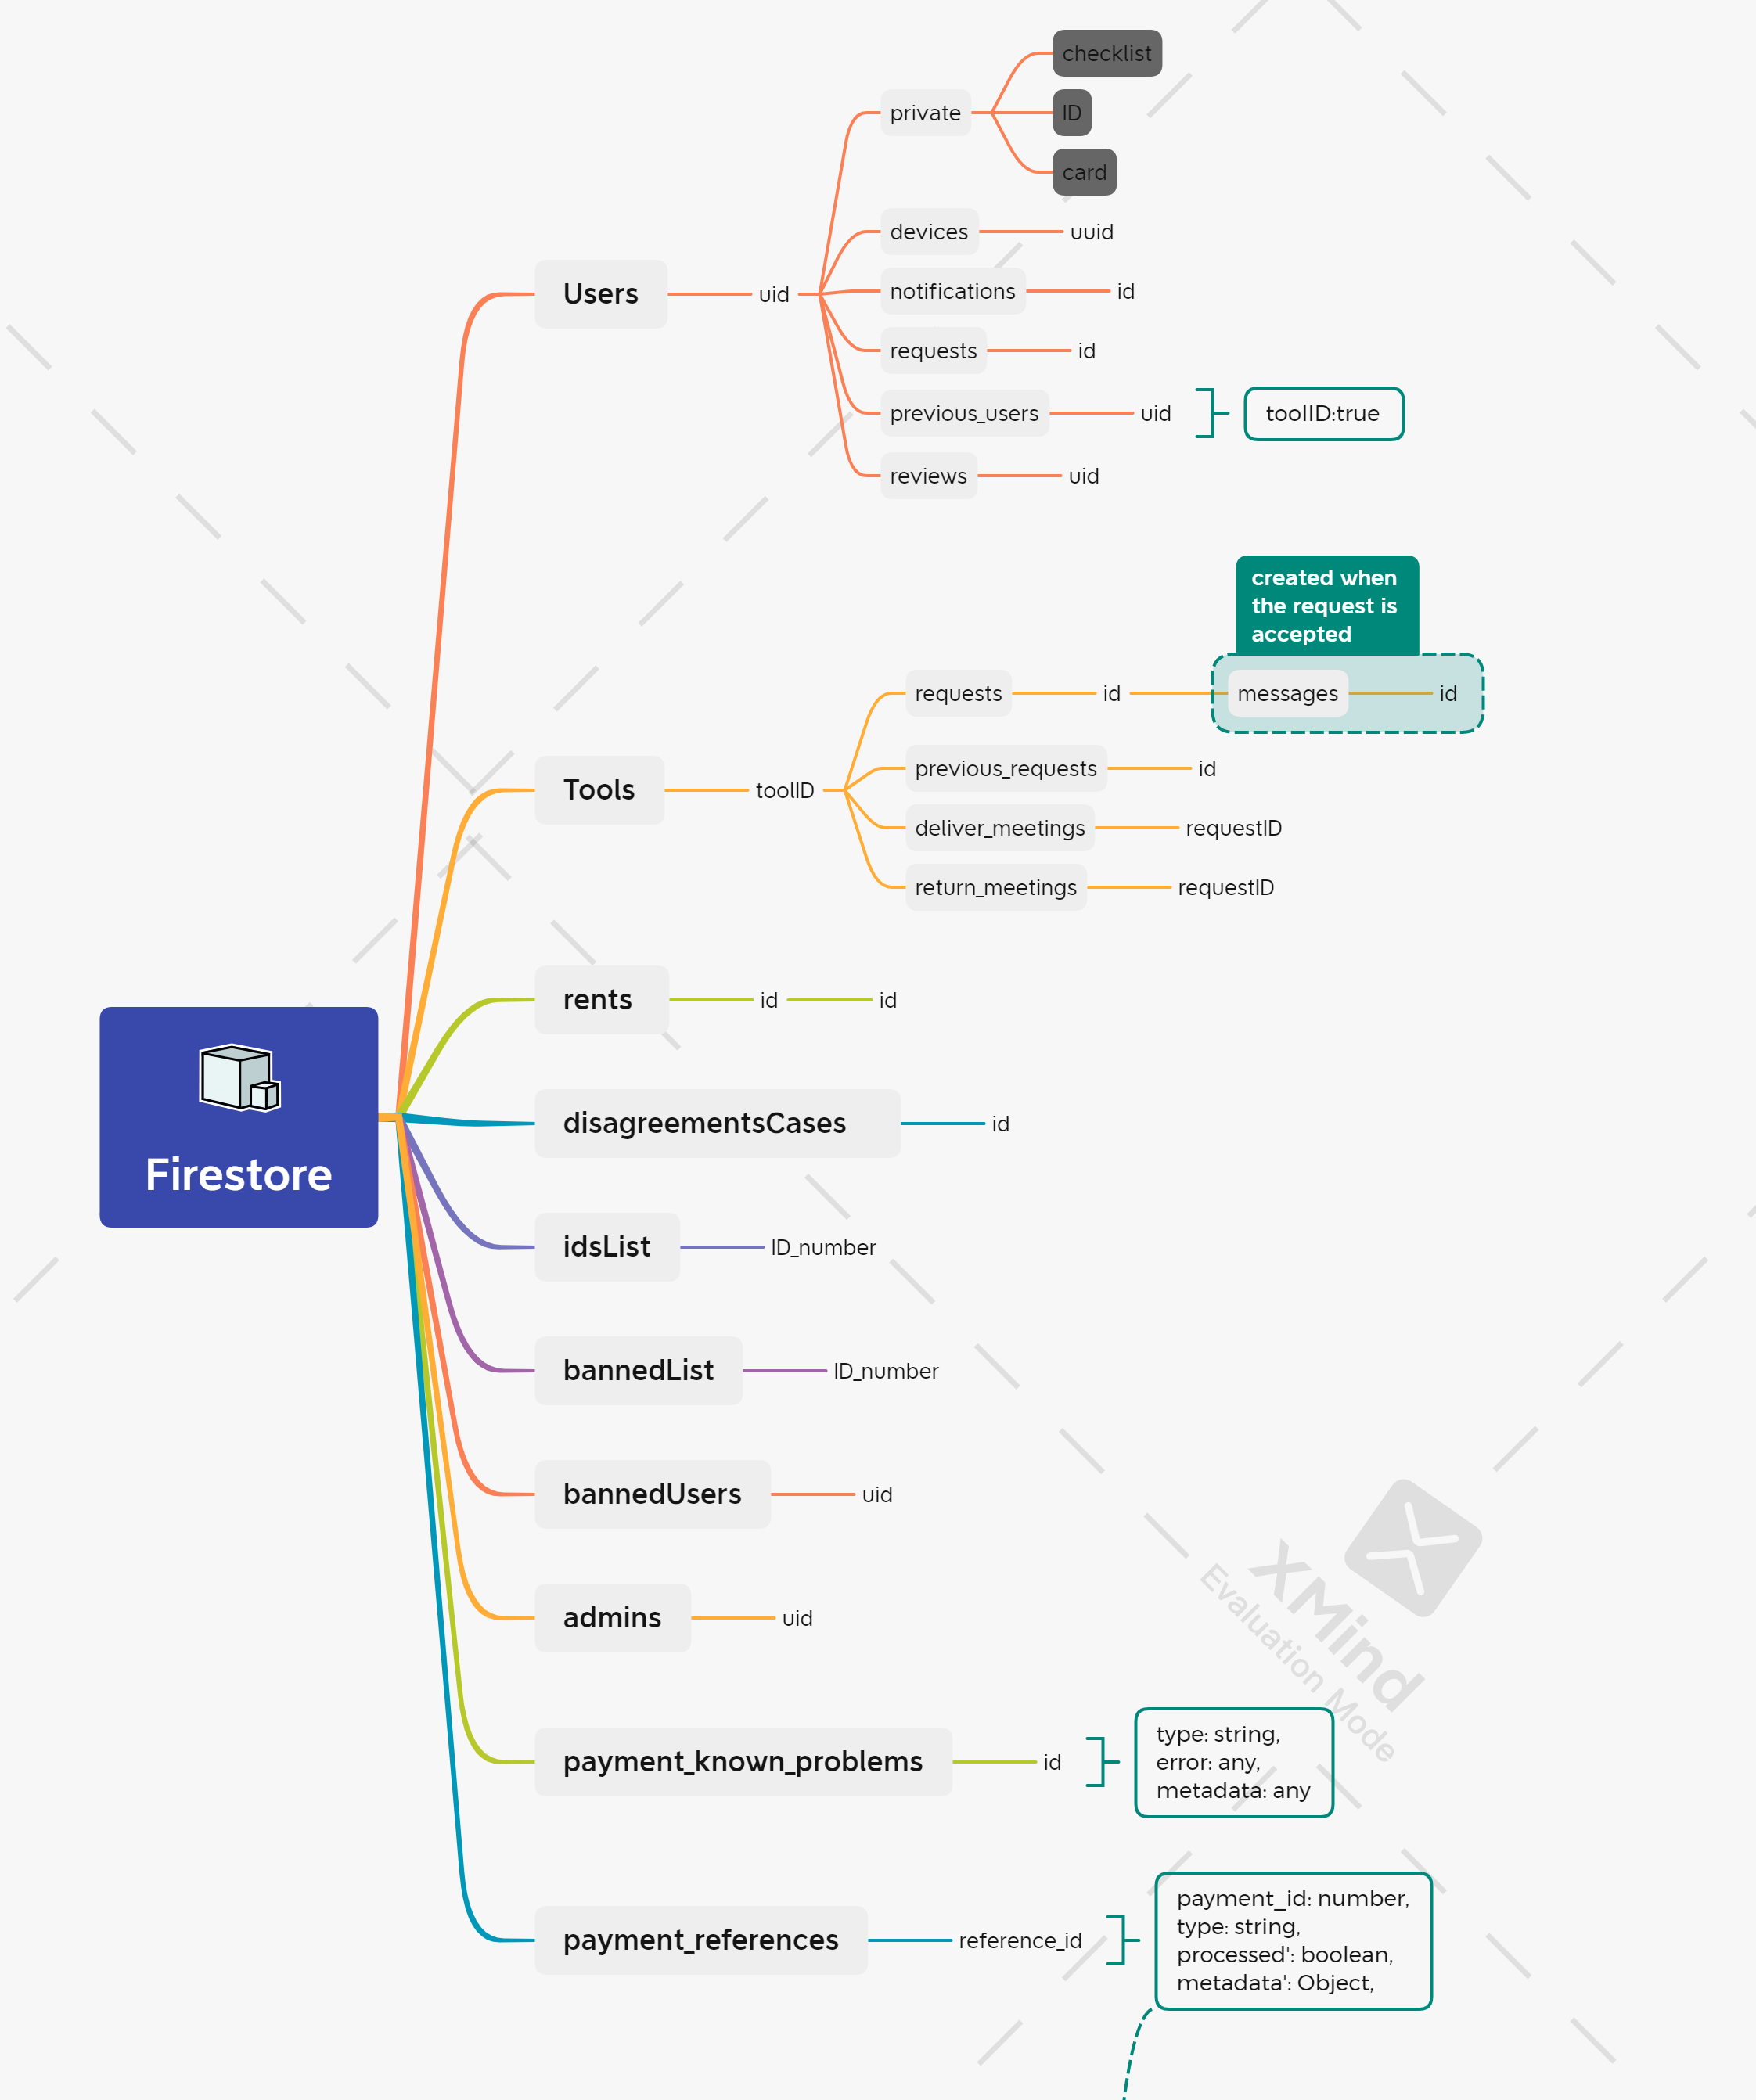 checklist
private
ID
card
devices
uuid
Users
uid
notifications
id
requests
id
previous_users
uid
toolID:true
reviews
uid
created when
the request is
accepted
requests
id
messages
id
previous_requests
id
Tools
toolID
deliver_meetings
requestID
return_meetings
requestID
rents
id
id
Firestore
disagreementsCases
id
idsList
ID_number
bannedList
ID_number
bannedUsers
uid
admins
uid
XMind
Evaluation Mode
payment_known_problems
id
type: string,
error: any,
metadata: any
payment_references
reference_id
payment_id: number,
type: string,
processed': boolean,
metadata': Object,